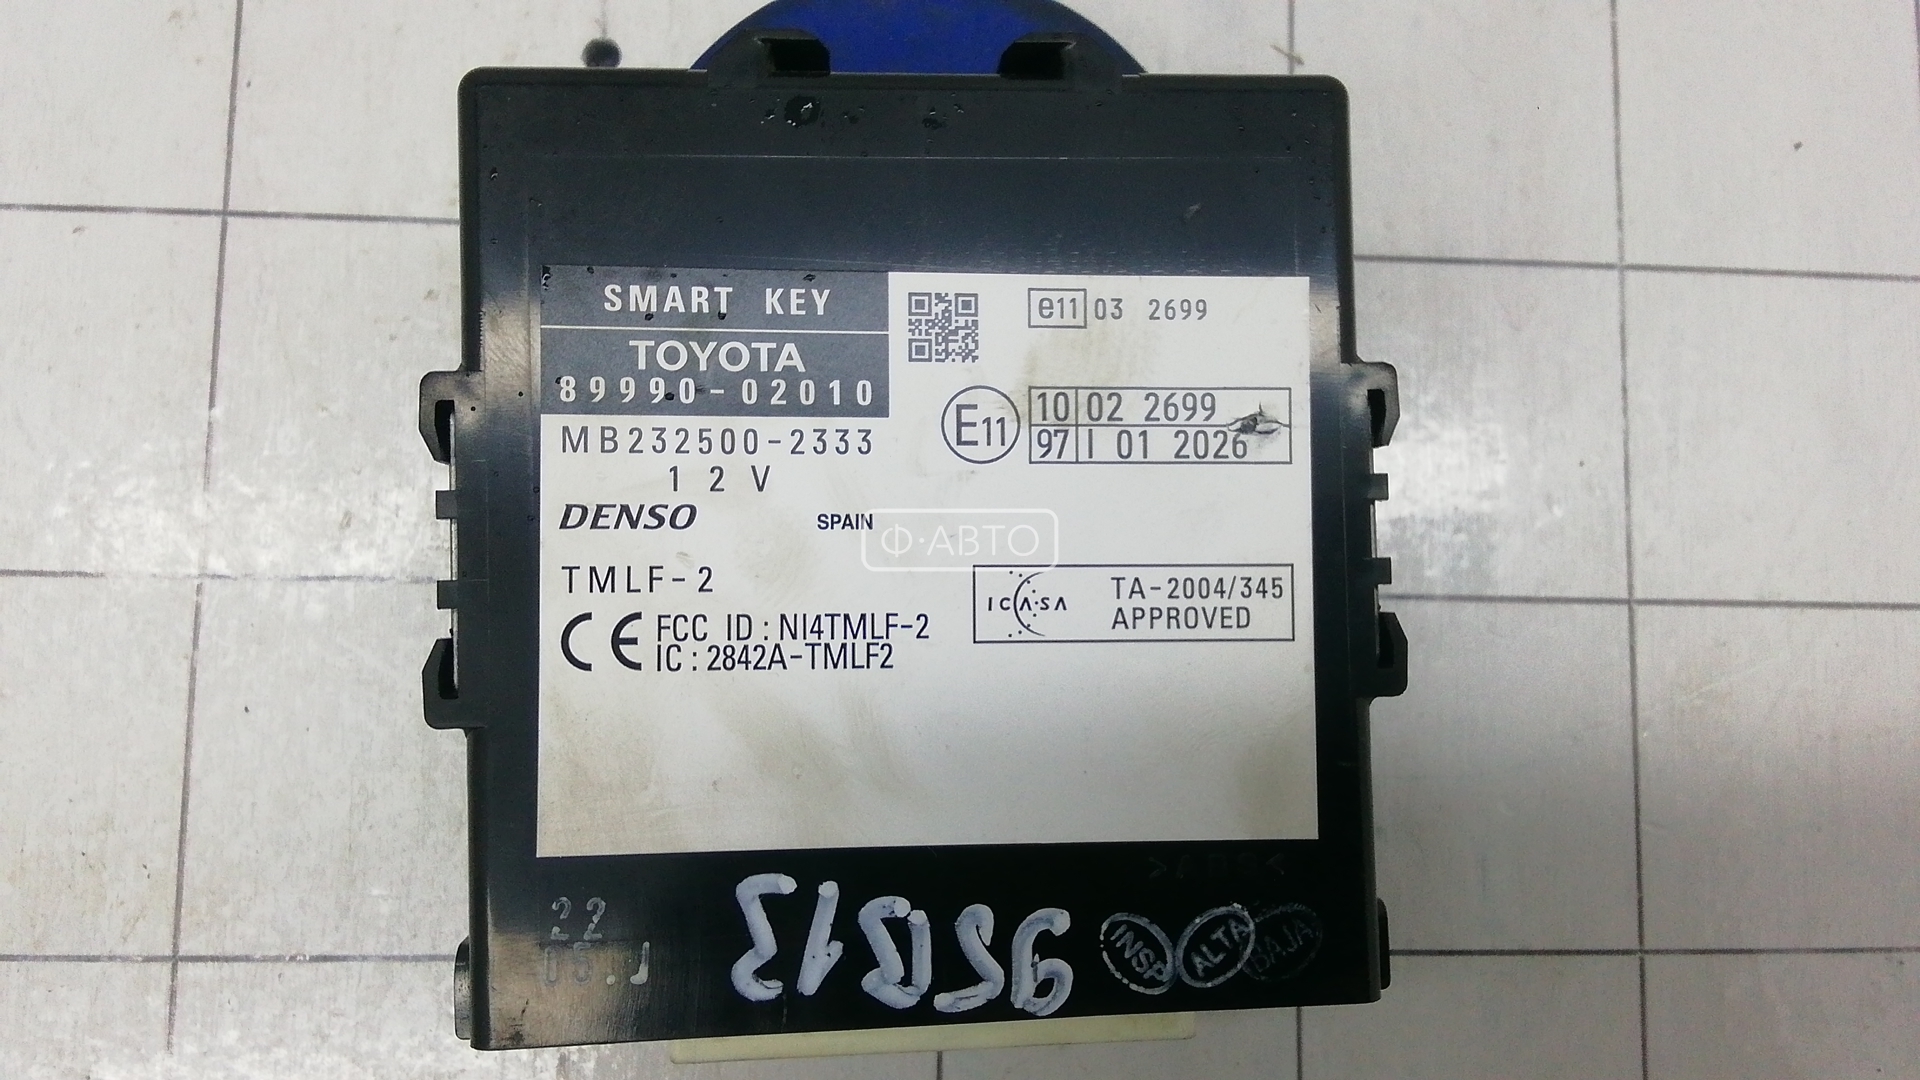 SMART KEY
TOYOTA
89990-02010
MB232500-2333
12V
DENSO
SPAIN
TMLF-2
CE
FCC ID : NI4TMLF-2
IC : 2842A-TMLF2
e11 03 2699
E11
10 02 2699
97 I 01 2026
ICASA
TA-2004/345
APPROVED
Ф·АВТО
>ABS<
22
05.J
INSP
ALTA
BAJA